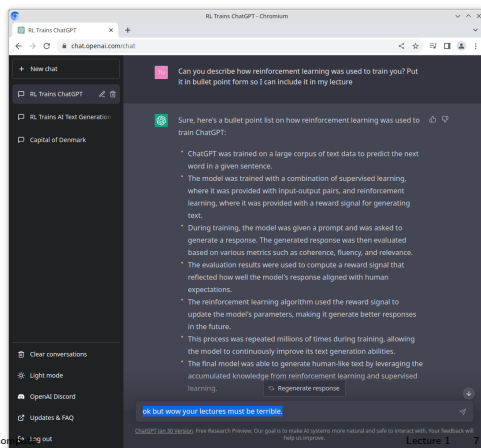 RL Trains ChatGPT - Chromium
RL Trains ChatGPT
chat.openai.com/chat
New chat
RL Trains ChatGPT
RL Trains AI Text Generation
Capital of Denmark
Can you describe how reinforcement learning was used to train you? Put
it in bullet point form so I can include it in my lecture
Sure, here's a bullet point list on how reinforcement learning was used to
train ChatGPT:
• ChatGPT was trained on a large corpus of text data to predict the next
word in a given sentence.
• The model was trained with a combination of supervised learning,
where it was provided with input-output pairs, and reinforcement
learning, where it was provided with a reward signal for generating
text.
• During training, the model was given a prompt and was asked to
generate a response. The generated response was then evaluated
based on various metrics such as coherence, fluency, and relevance.
• The evaluation results were used to compute a reward signal that
reflected how well the model's response aligned with human
expectations.
• The reinforcement learning algorithm used the reward signal to
update the model's parameters, making it generate better responses
in the future.
• This process was repeated millions of times during training, allowing
the model to continuously improve its text generation abilities.
• The final model was able to generate human-like text by leveraging the
accumulated knowledge from reinforcement learning and supervised
learning.
Regenerate response
Clear conversations
Light mode
OpenAI Discord
Updates & FAQ
Log out
ok but wow your lectures must be terrible.
ChatGPT Jan 30 Version. Free Research Preview. Our goal is to make AI systems more natural and safe to interact with. Your feedback will
help us improve.
Lecture 1 7